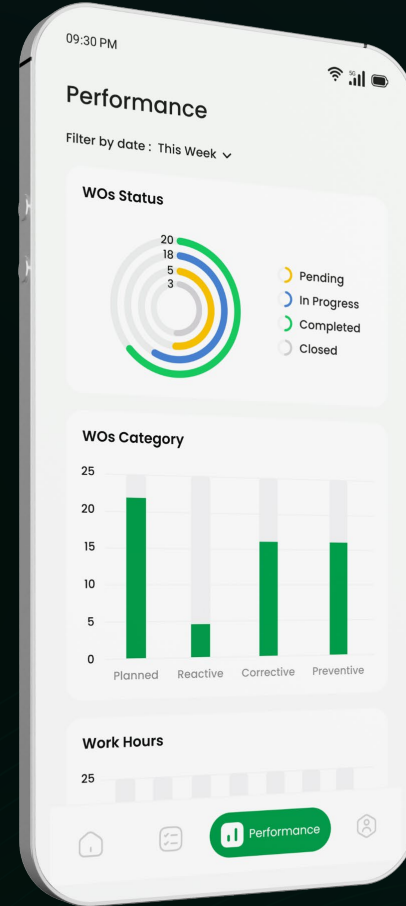 09:30 PM
5G
Performance
Filter by date : This Week
WOs Status
20
18
5
3
Pending
In Progress
Completed
Closed
WOs Category
25
20
15
10
5
0
Planned Reactive Corrective Preventive
Work Hours
25
Performance